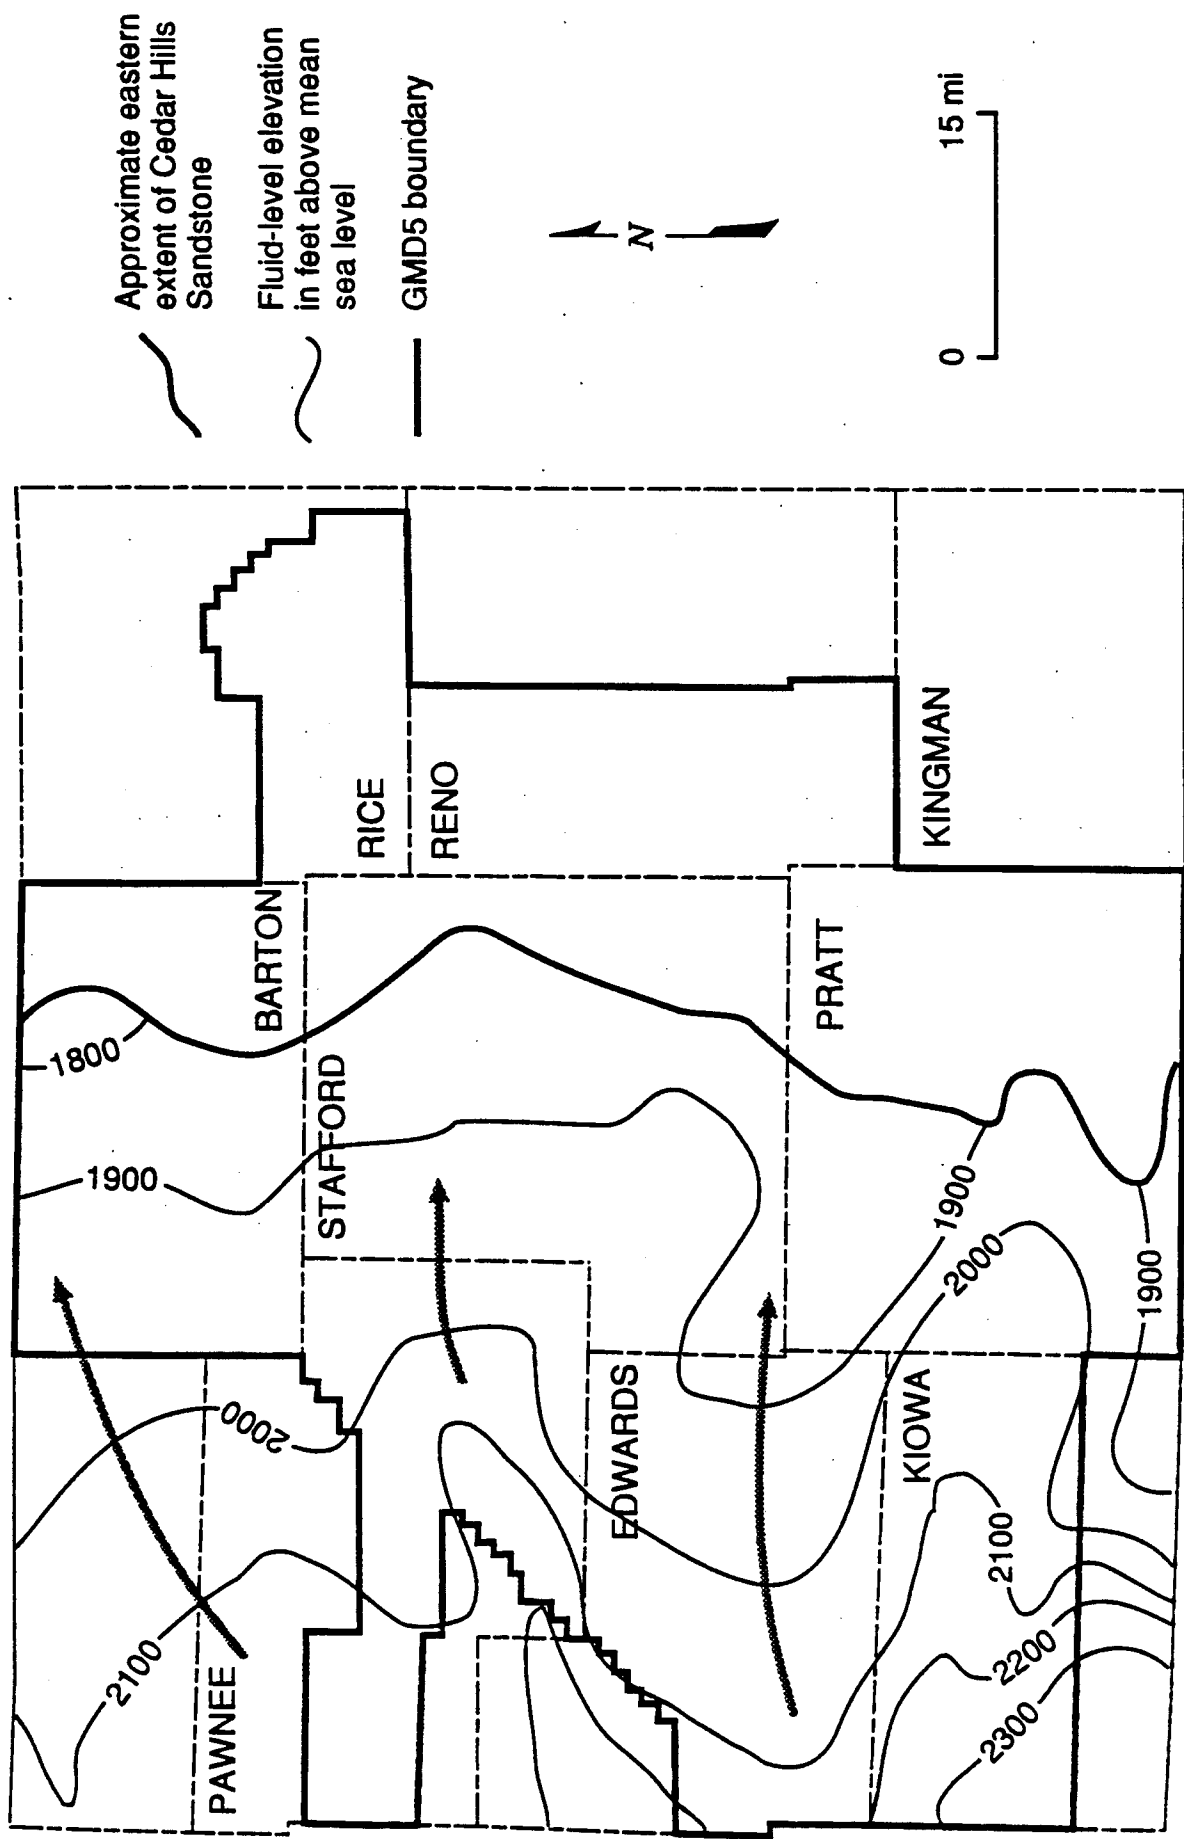 Approximate eastern
extent of Cedar Hills
Sandstone
Fluid-level elevation
in feet above mean
sea level
GMD5 boundary
N
0
15 mi
1800
1900
BARTON
RICE
RENO
STAFFORD
2000
2100
PAWNEE
EDWARDS
PRATT
KINGMAN
KIOWA
1900
2000
1900
2100
2200
2300